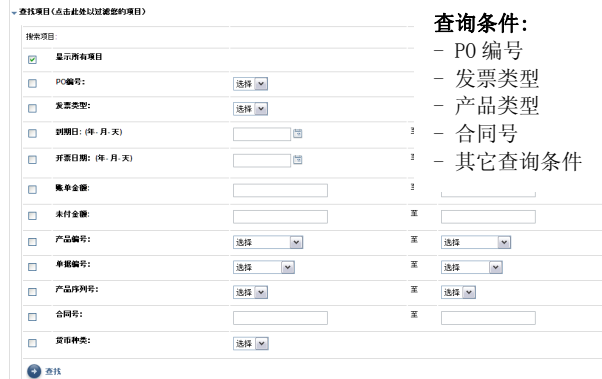 查找项目(点击此处以过滤您的项目)
搜索项目:
显示所有项目
PO编号: 选择
发票类型: 选择
到期日: (年-月-天)
开票日期: (年-月-天)
账单金额:
未付金额: 至
产品编号: 选择 至 选择
单据编号: 选择 至 选择
产品序列号: 选择 至 选择
合同号: 至
货币种类: 选择
查找
查询条件:
- PO编号
- 发票类型
- 产品类型
- 合同号
- 其它查询条件